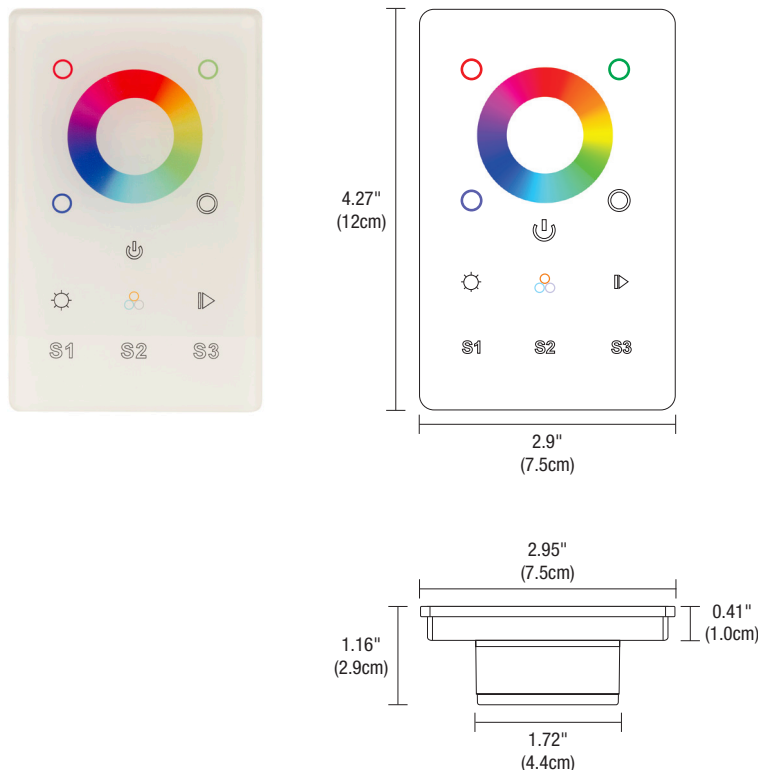 S1 S2 S3
4.27"
(12cm)
S1 S2 S3
2.9"
(7.5cm)
2.95"
(7.5cm)
1.16"
(2.9cm)
0.41"
(1.0cm)
1.72"
(4.4cm)